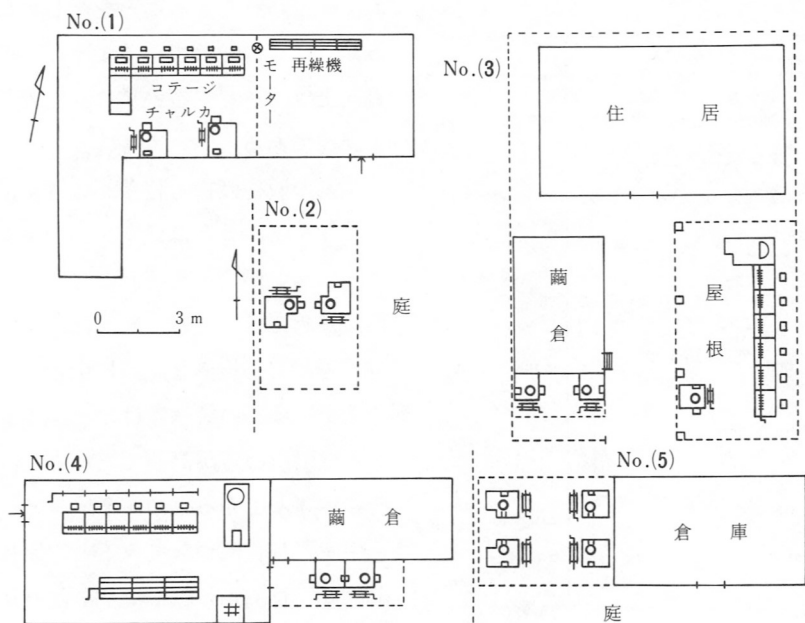 No.(1)
コテージ
チャルカ
モーター
再繰機
No.(2)
庭
0 3 m
No.(3)
住居
繭倉
屋根
No.(4)
繭倉
No.(5)
倉庫
庭